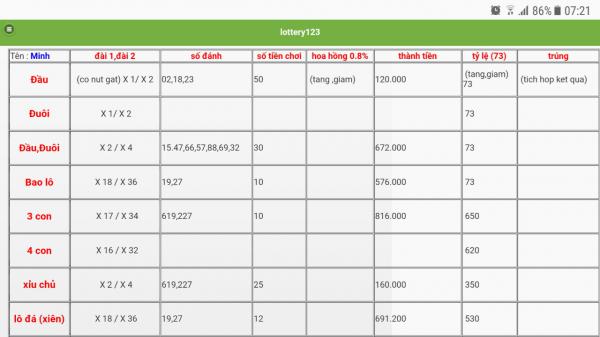 86% 07:21
lottery123
Tên : Minh đài 1,đài 2 số đánh số tiền chơi hoa hồng 0.8% thành tiền tỷ lệ (73) trúng
Đầu (co nut gat) X 1/ X 2 02,18,23 50 (tang ,giam) 120.000 (tang,giam) (tich hop ket qua)
73
Đuôi X 1/ X 2 73
Đầu,Đuôi X 2 / X 4 15.47,66,57,88,69,32 30 672.000 73
Bao lô X 18 / X 36 19,27 10 576.000 73
3 con X 17 / X 34 619,227 10 816.000 650
4 con X 16 / X 32 620
xíu chủ X 2 / X 4 619,227 25 160.000 350
lô đá (xiên) X 18 / X 36 19,27 12 691.200 530